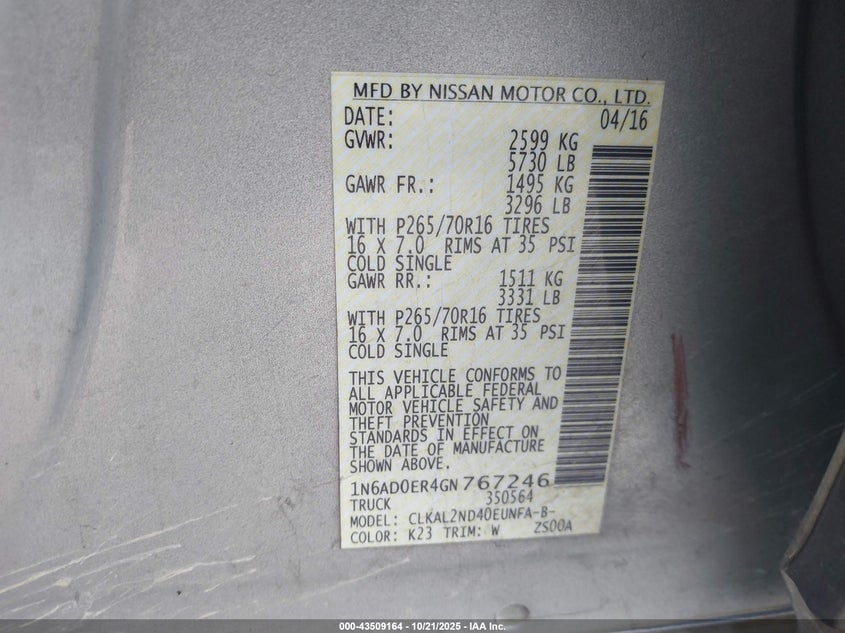 MFD BY NISSAN MOTOR CO., LTD.
DATE: 04/16
GVWR: 2599 KG
5730 LB
GAWR FR.: 1495 KG
3296 LB
WITH P265/70R16 TIRES
16 X 7.0 RIMS AT 35 PSI
COLD SINGLE
GAWR RR.: 1511 KG
3331 LB
WITH P265/70R16 TIRES
16 X 7.0 RIMS AT 35 PSI
COLD SINGLE
THIS VEHICLE CONFORMS TO
ALL APPLICABLE FEDERAL
MOTOR VEHICLE SAFETY AND
THEFT PREVENTION
STANDARDS IN EFFECT ON
THE DATE OF MANUFACTURE
SHOWN ABOVE.
1N6AD0ER4GN767246
TRUCK 350564
MODEL: CLKAL2ND40EUNFA-B-
COLOR: K23 TRIM: W ZS00A
000-43509164 - 10/21/2025 - IAA Inc.